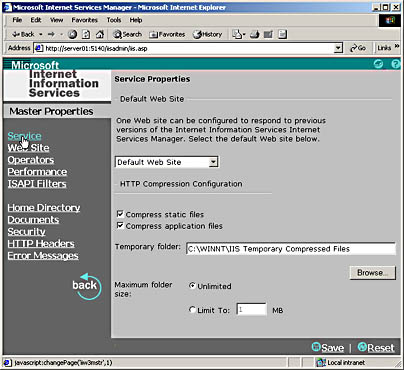 Microsoft Internet Services Manager - Microsoft Internet Explorer
File Edit View Favorites Tools Help
Back Search Favorites History
Address http://server01:5140/iisadmin/iis.asp Go Links »
Microsoft
Internet
Information
Services
Master Properties
Service
Web Site
Operators
Performance
ISAPI Filters
Home Directory
Documents
Security
HTTP Headers
Error Messages
back
Service Properties
Default Web Site
One Web site can be configured to respond to previous
versions of the Internet Information Services Internet
Services Manager. Select the default Web site below.
Default Web Site
HTTP Compression Configuration
Compress static files
Compress application files
Temporary folder: C:\WINNT\IIS Temporary Compressed Files
Browse...
Maximum folder
size:
Unlimited
Limit To: 1 MB
Save | Reset
javascript:changePage('iiw3mstr',1) Local intranet